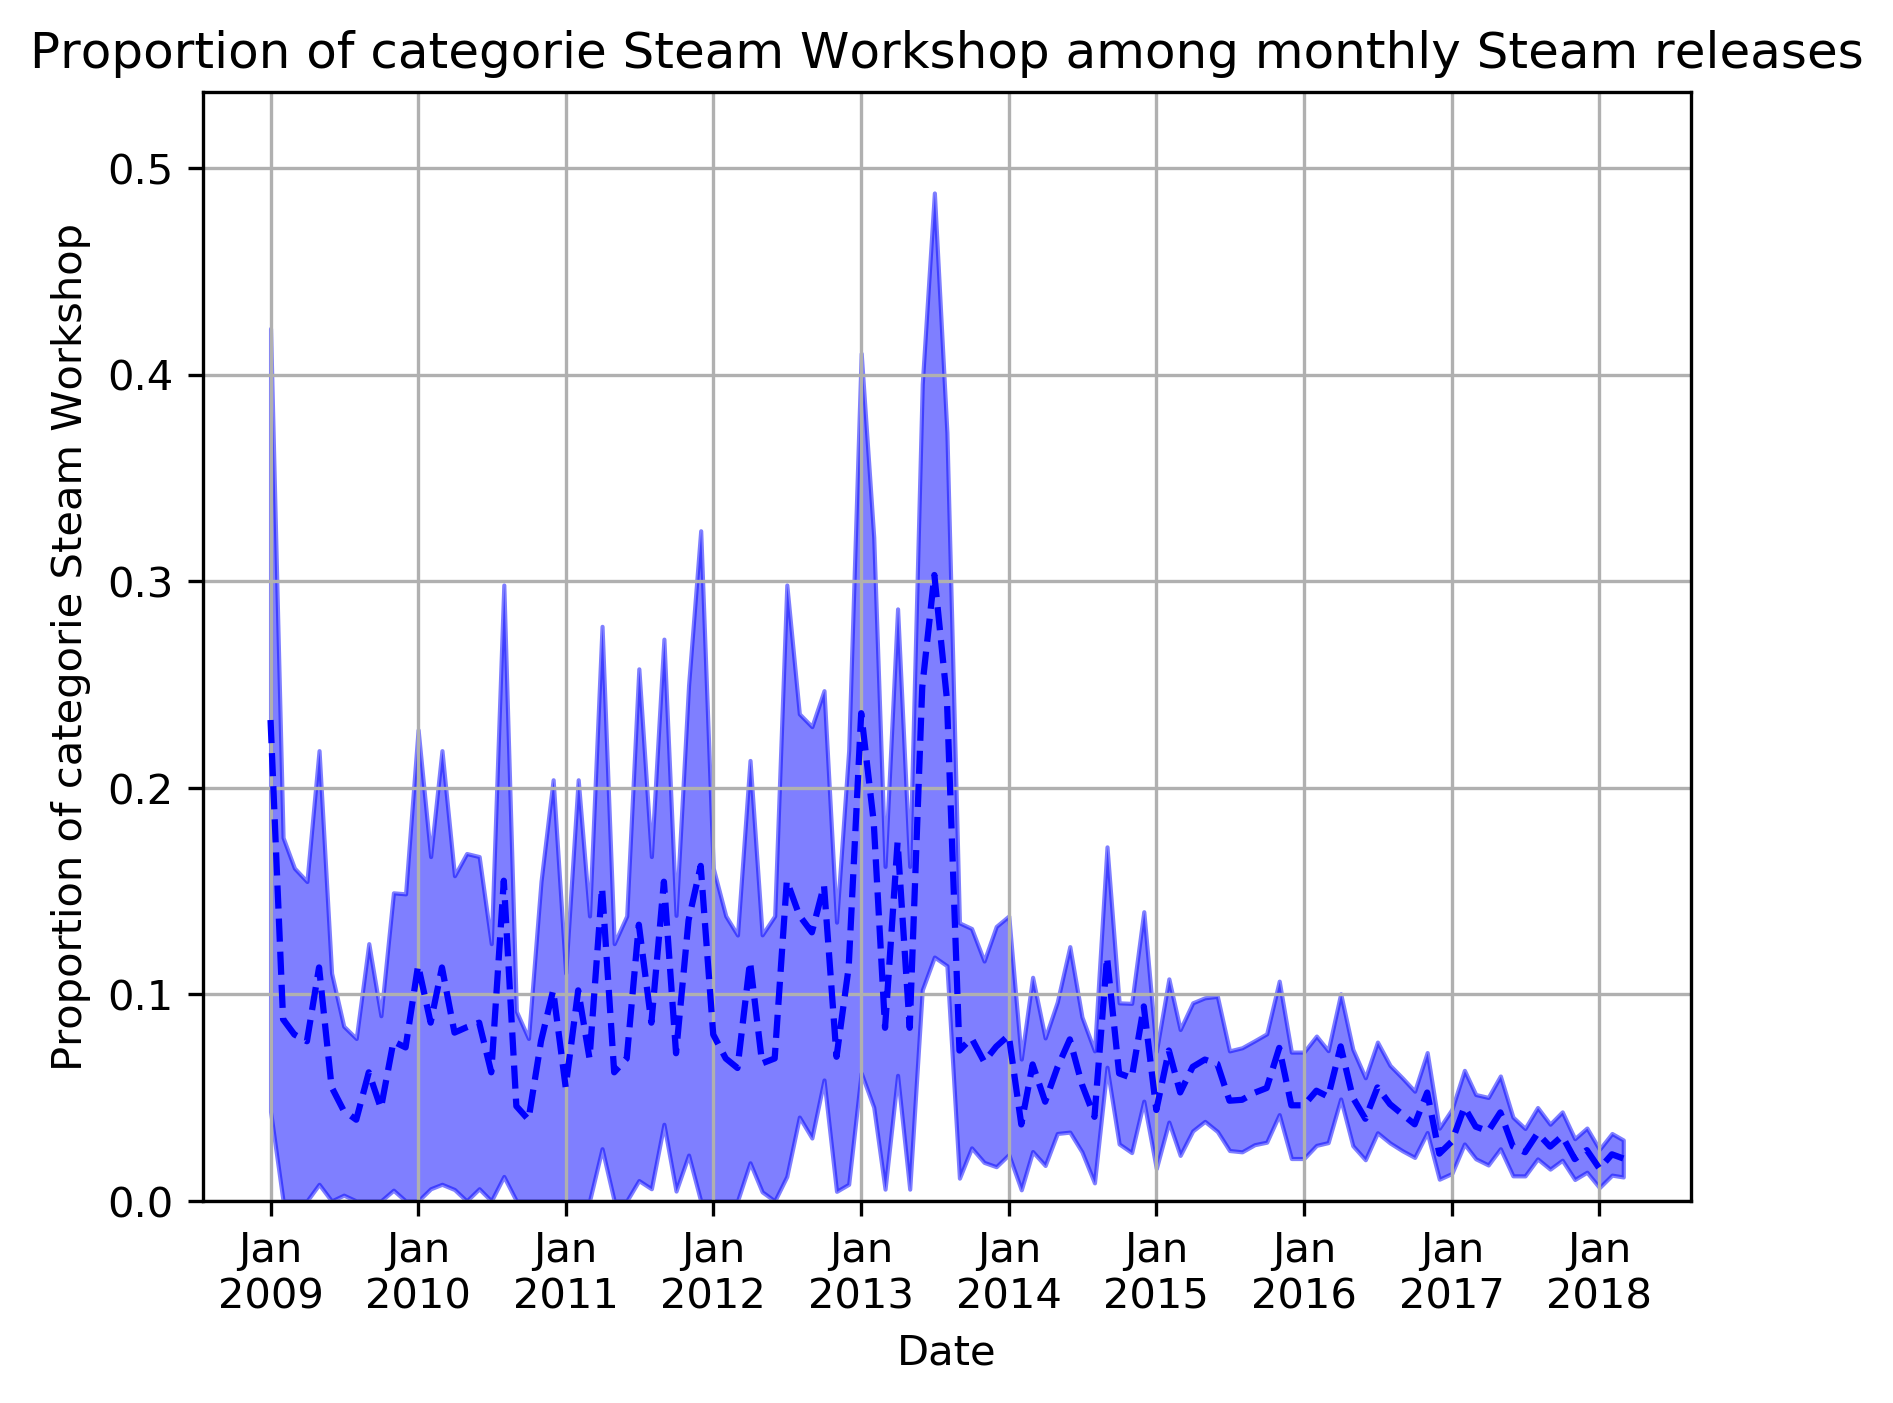 Proportion of categorie Steam Workshop among monthly Steam releases
Proportion of categorie Steam Workshop
0.5
0.4
0.3
0.2
0.1
0.0
Jan Jan Jan Jan Jan Jan Jan Jan Jan Jan
2009 2010 2011 2012 2013 2014 2015 2016 2017 2018
Date